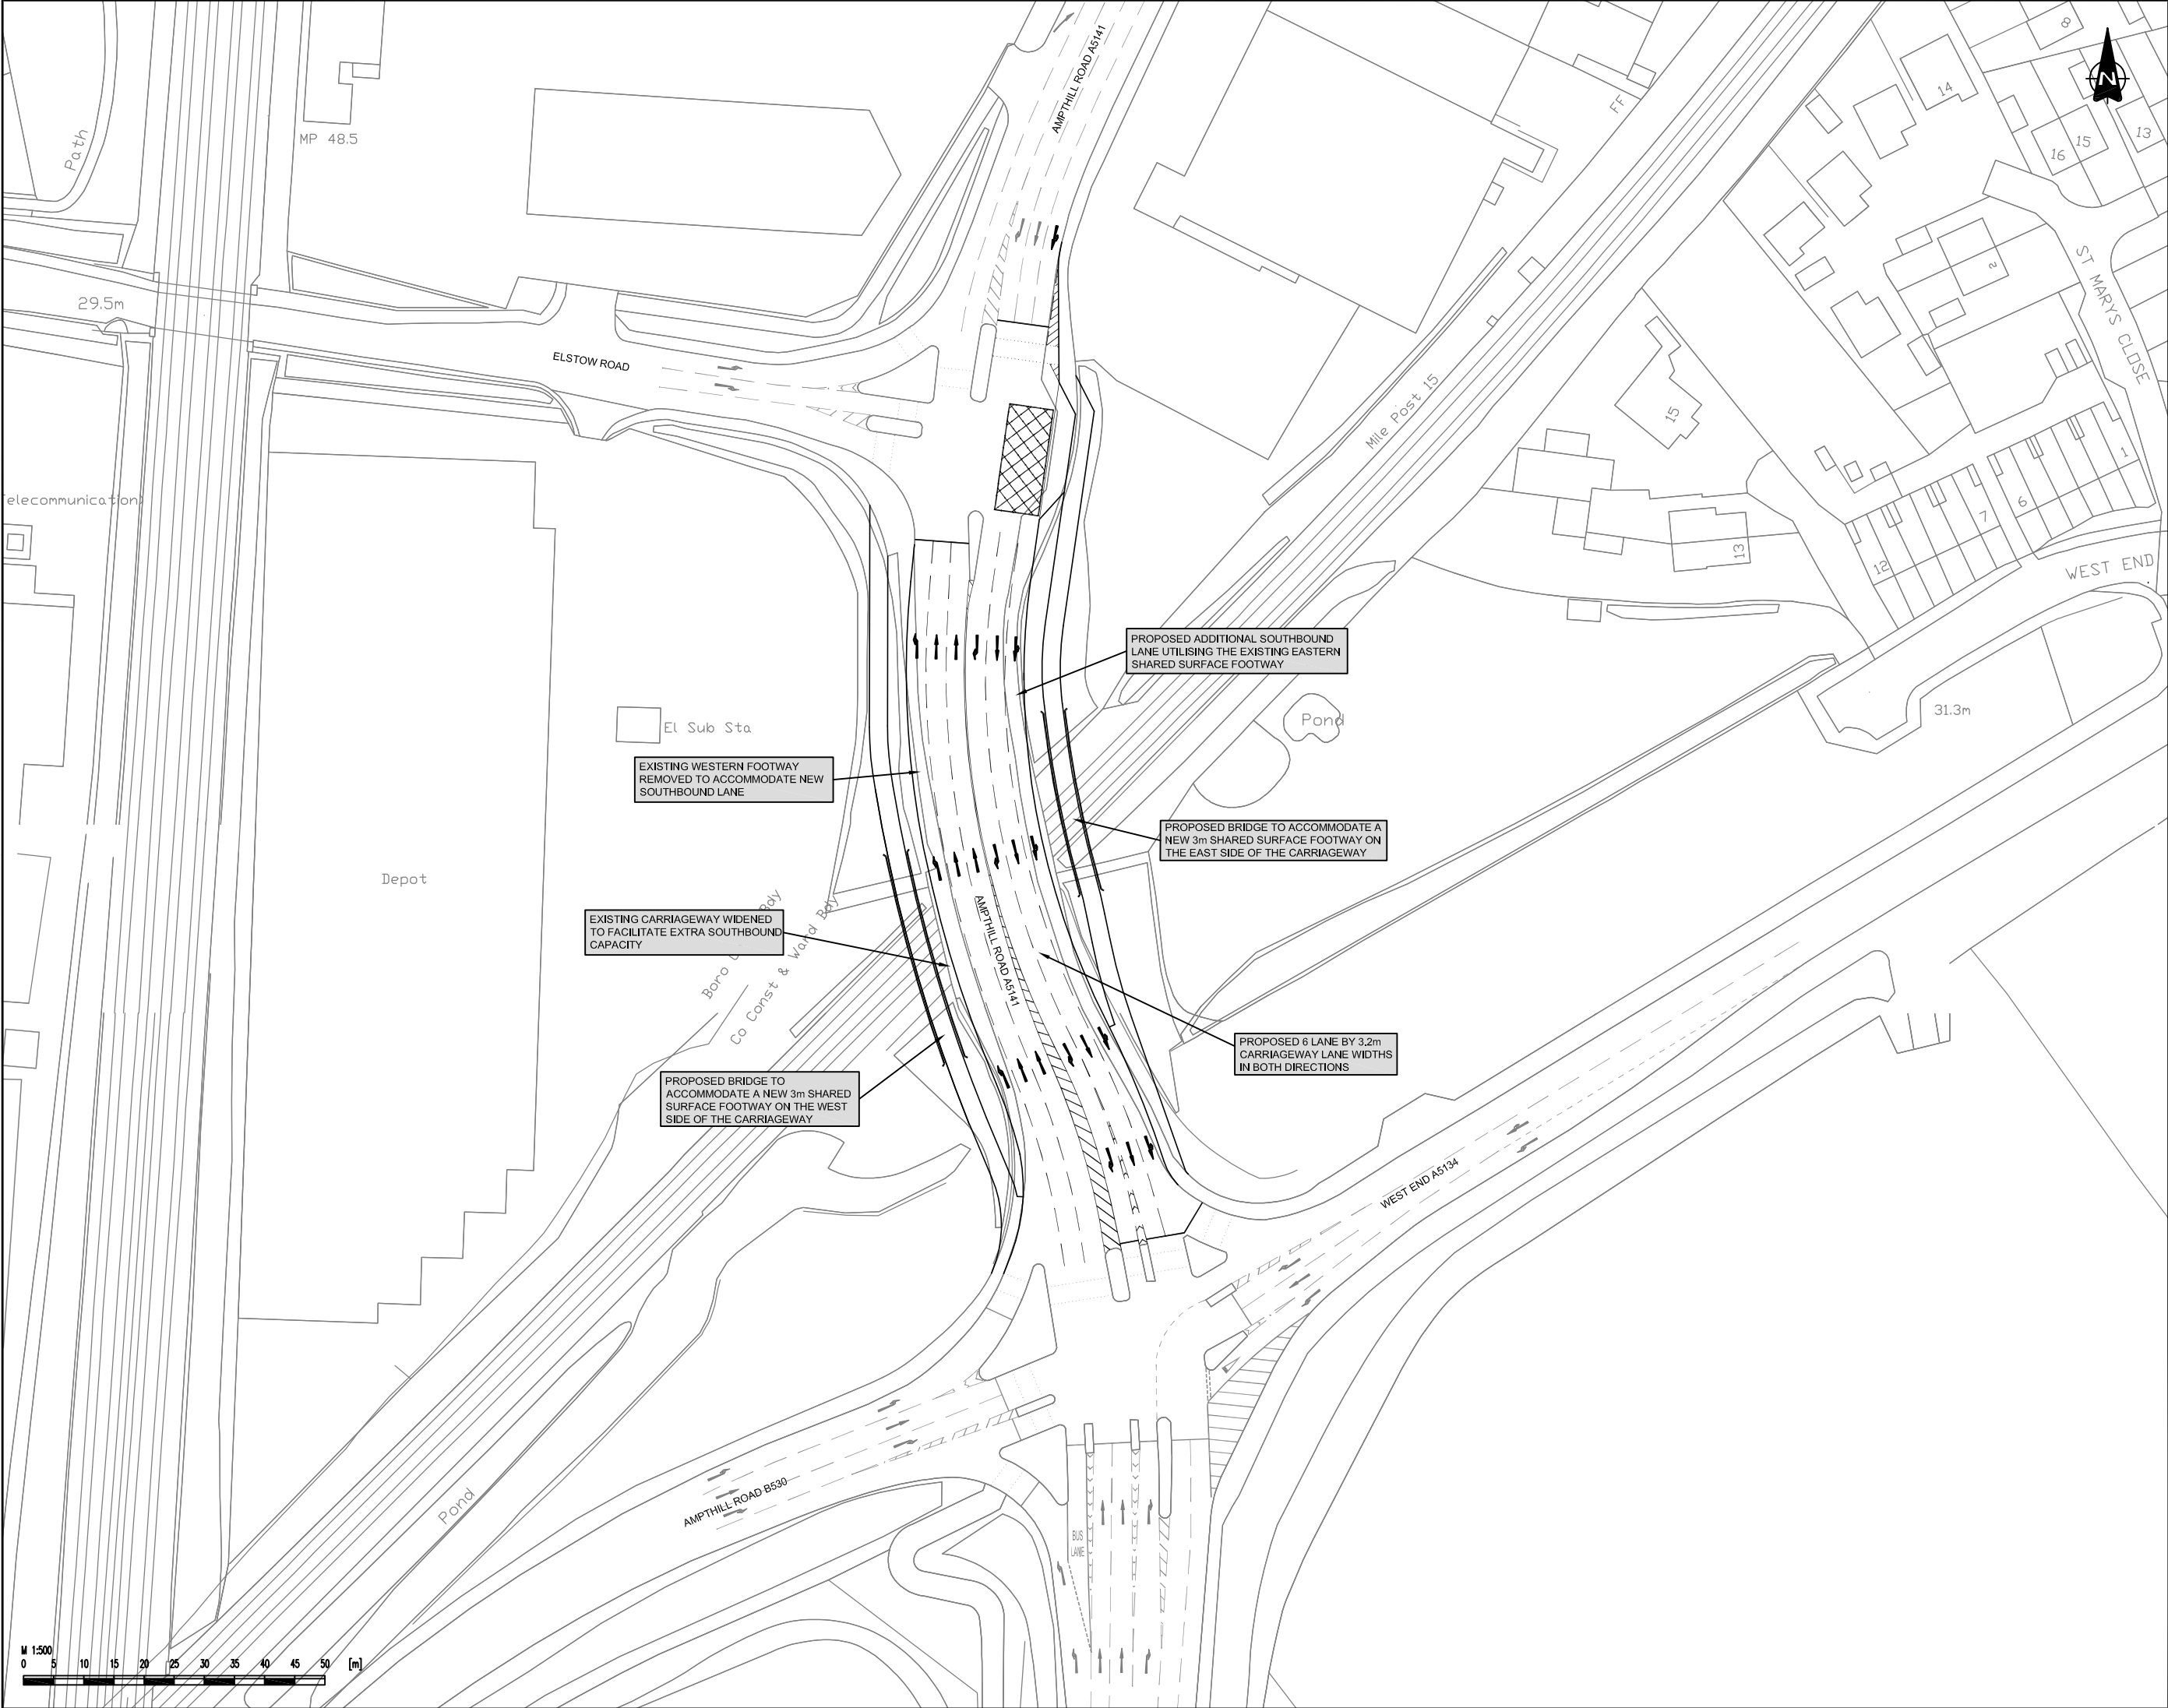 AMPTHILL ROAD A5141
N
8
14
13
15
16
Path
MP 48.5
FF
2
ST MARYS CLOSE
29.5m
ELSTOW ROAD
Mile Post 15
15
1
6
7
12
13
WEST END
elecommunication
PROPOSED ADDITIONAL SOUTHBOUND
LANE UTILISING THE EXISTING EASTERN
SHARED SURFACE FOOTWAY
El Sub Sta
Pond
31.3m
EXISTING WESTERN FOOTWAY
REMOVED TO ACCOMMODATE NEW
SOUTHBOUND LANE
PROPOSED BRIDGE TO ACCOMMODATE A
NEW 3m SHARED SURFACE FOOTWAY ON
THE EAST SIDE OF THE CARRIAGEWAY
Depot
EXISTING CARRIAGEWAY WIDENED
TO FACILITATE EXTRA SOUTHBOUND
CAPACITY
Boro
Bdy
Co Const & Ward Bdy
AMPTHILL ROAD A5141
PROPOSED 6 LANE BY 3.2m
CARRIAGEWAY LANE WIDTHS
IN BOTH DIRECTIONS
PROPOSED BRIDGE TO
ACCOMMODATE A NEW 3m SHARED
SURFACE FOOTWAY ON THE WEST
SIDE OF THE CARRIAGEWAY
WEST END A5134
AMPTHILL ROAD B530
Pond
BUS
LANE
M 1:500
0 5 10 15 20 25 30 35 40 45 50 [m]